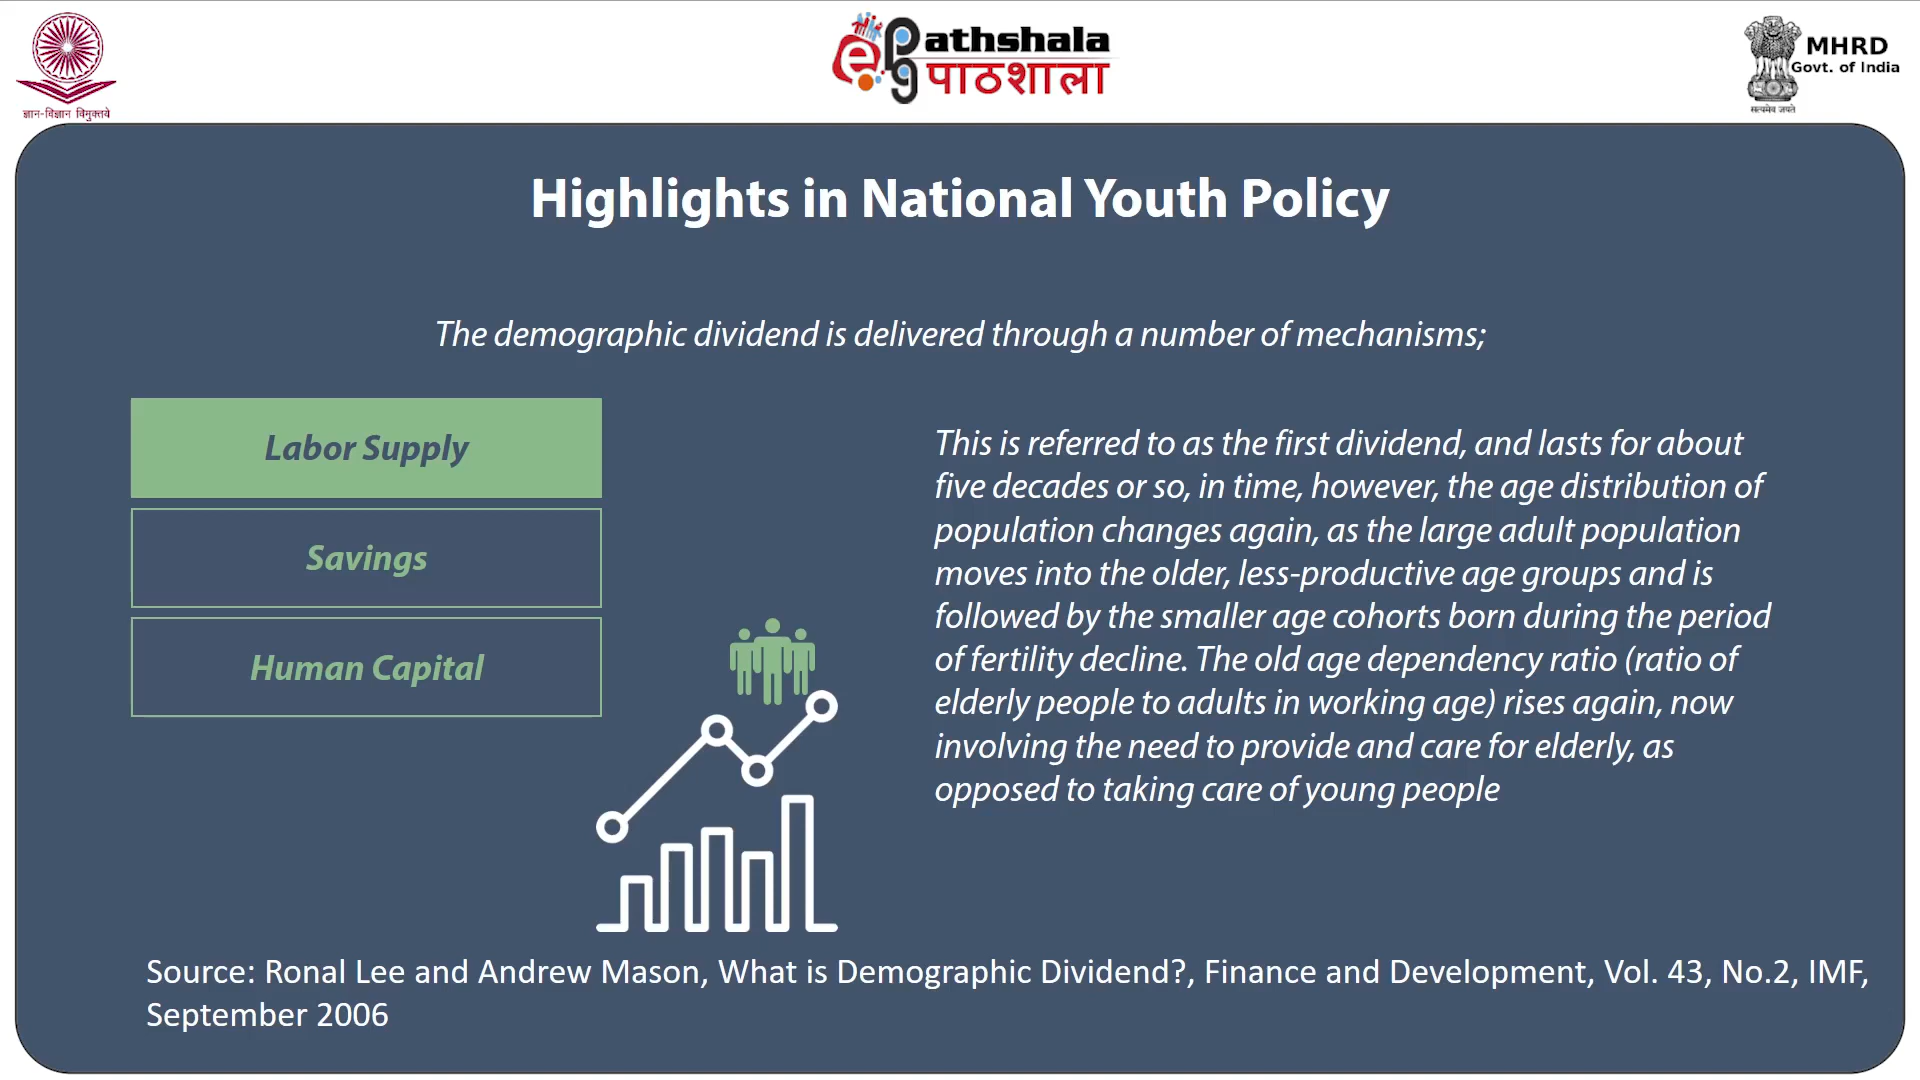 ज्ञान-विज्ञान विमुक्तये
e
Pg
athshala
पाठशाला
MHRD
Govt. of India
सत्यमेव जयते
Highlights in National Youth Policy
The demographic dividend is delivered through a number of mechanisms;
Labor Supply
Savings
Human Capital
This is referred to as the first dividend, and lasts for about
five decades or so, in time, however, the age distribution of
population changes again, as the large adult population
moves into the older, less-productive age groups and is
followed by the smaller age cohorts born during the period
of fertility decline. The old age dependency ratio (ratio of
elderly people to adults in working age) rises again, now
involving the need to provide and care for elderly, as
opposed to taking care of young people
Source: Ronal Lee and Andrew Mason, What is Demographic Dividend?, Finance and Development, Vol. 43, No.2, IMF,
September 2006